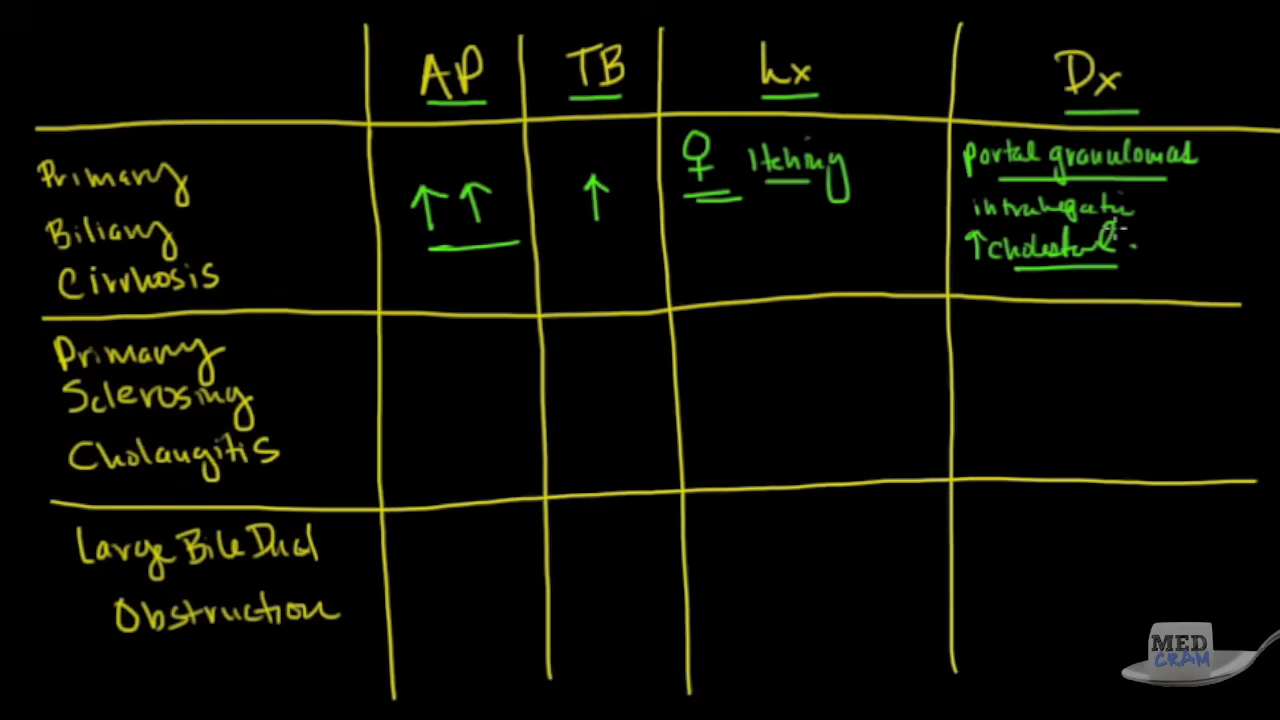 AP TB hx Dx
Primary
Biliary
Cirrhosis
↑↑
↑
♀ Itching
portal granulomas
intrahepatic
↑ cholesterol
Primary
Sclerosing
Cholangitis
Large Bile Duct
Obstruction
MED
CRAM